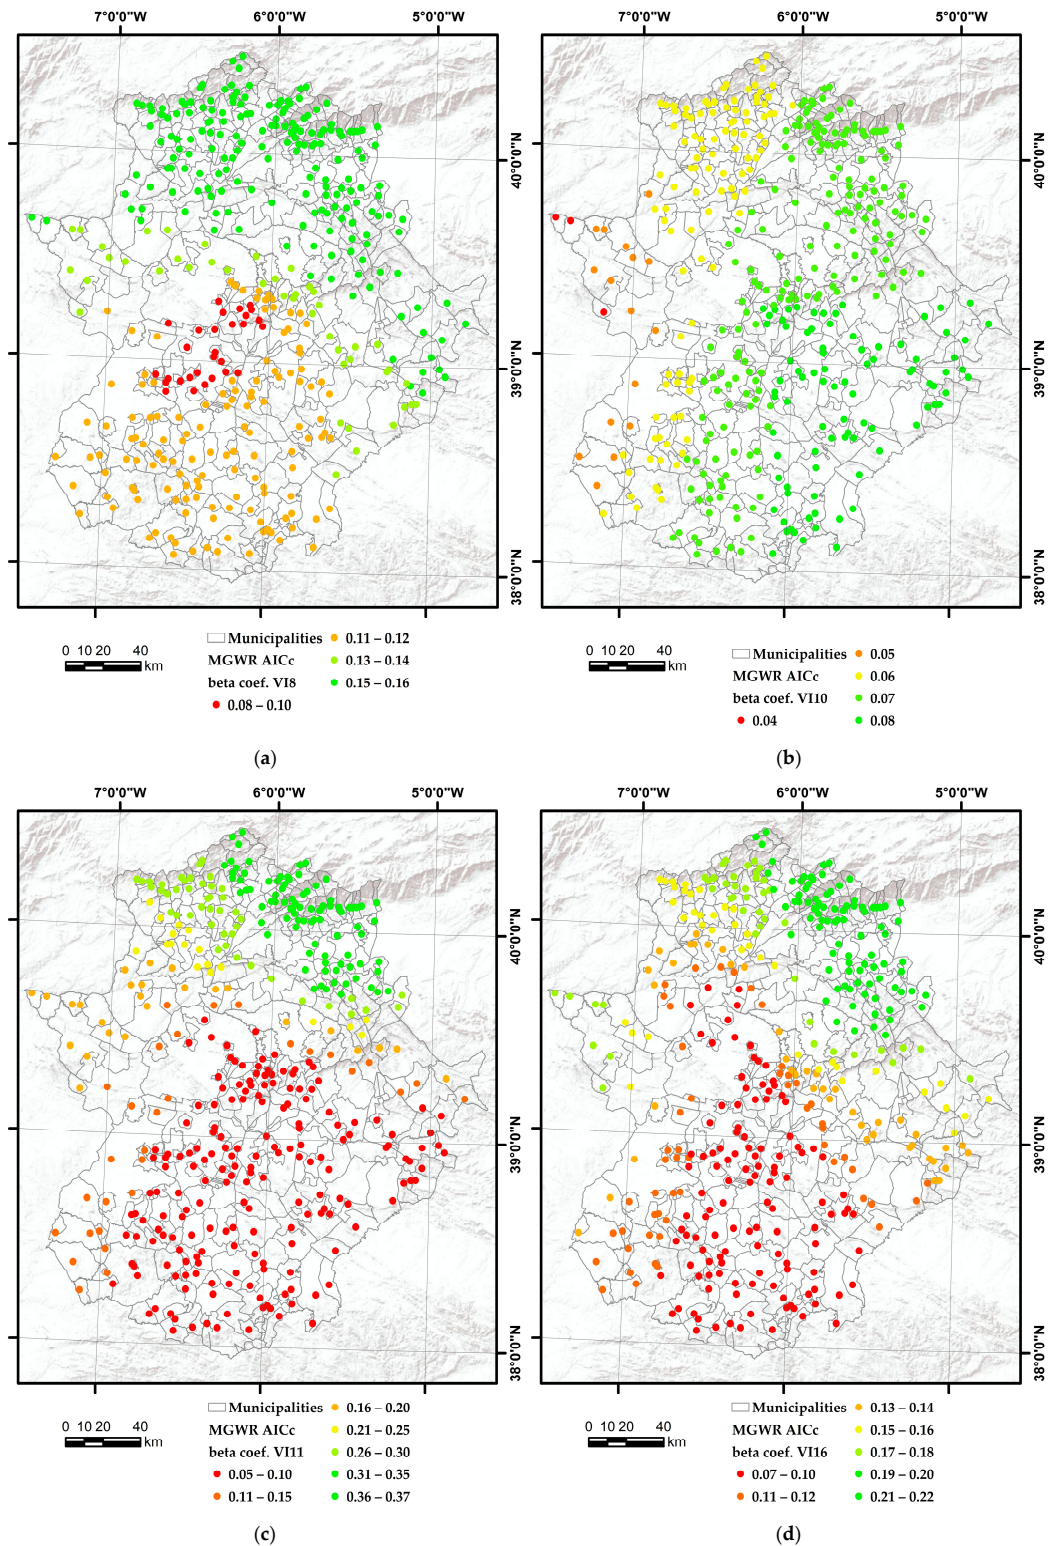 7°0'0"W 6°0'0"W 5°0'0"W
40°0'0"N
39°0'0"N
38°0'0"N
0 10 20 40
km
Municipalities
MGWR AICc
beta coef. VI8
0.08 – 0.10
0.11 – 0.12
0.13 – 0.14
0.15 – 0.16
(a)
7°0'0"W 6°0'0"W 5°0'0"W
40°0'0"N
39°0'0"N
38°0'0"N
0 10 20 40
km
Municipalities
MGWR AICc
beta coef. VI10
0.04
0.05
0.06
0.07
0.08
(b)
7°0'0"W 6°0'0"W 5°0'0"W
40°0'0"N
39°0'0"N
38°0'0"N
0 10 20 40
km
Municipalities
MGWR AICc
beta coef. VI11
0.05 – 0.10
0.11 – 0.15
0.16 – 0.20
0.21 – 0.25
0.26 – 0.30
0.31 – 0.35
0.36 – 0.37
(c)
7°0'0"W 6°0'0"W 5°0'0"W
40°0'0"N
39°0'0"N
38°0'0"N
0 10 20 40
km
Municipalities
MGWR AICc
beta coef. VI16
0.07 – 0.10
0.11 – 0.12
0.13 – 0.14
0.15 – 0.16
0.17 – 0.18
0.19 – 0.20
0.21 – 0.22
(d)